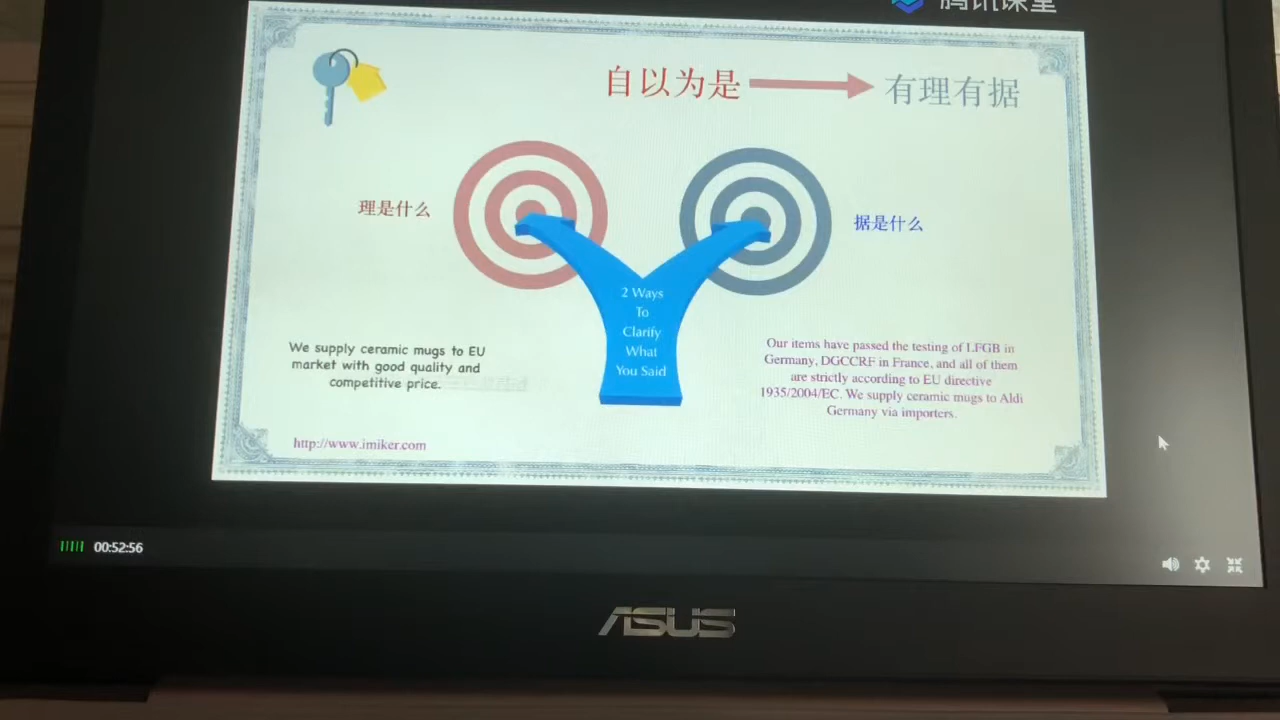 腾讯课堂
自以为是
有理有据
理是什么
据是什么
2 Ways
To
Clarify
What
You Said
We supply ceramic mugs to EU
market with good quality and
competitive price.
Our items have passed the testing of LFGB in
Germany, DGCCRF in France, and all of them
are strictly according to EU directive
1935/2004/EC. We supply ceramic mugs to Aldi
Germany via importers.
http://www.imiker.com
00:52:56
ASUS